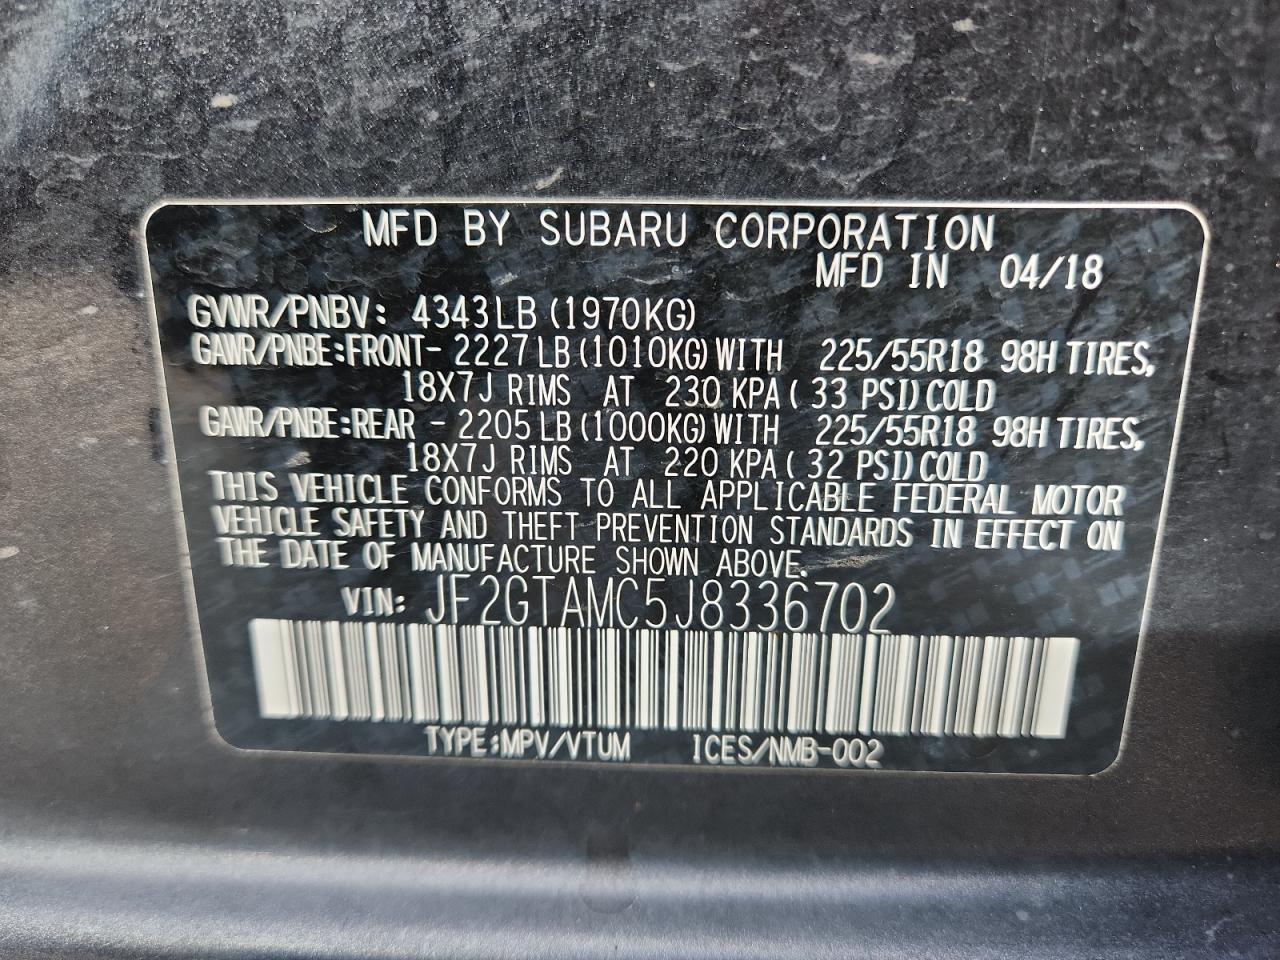 MFD BY SUBARU CORPORATION
MFD IN 04/18
GVWR/PNBV: 4343LB (1970KG)
GAWR/PNBE:FRONT- 2227 LB (1010KG) WITH 225/55R18 98H TIRES,
18X7J RIMS AT 230 KPA ( 33 PSI) COLD
GAWR/PNBE:REAR - 2205 LB (1000KG) WITH 225/55R18 98H TIRES,
18X7J RIMS AT 220 KPA ( 32 PSI) COLD
THIS VEHICLE CONFORMS TO ALL APPLICABLE FEDERAL MOTOR
VEHICLE SAFETY AND THEFT PREVENTION STANDARDS IN EFFECT ON
THE DATE OF MANUFACTURE SHOWN ABOVE.
VIN: JF2GTAMC5J8336702
TYPE:MPV/VTUM ICES/NMB-002